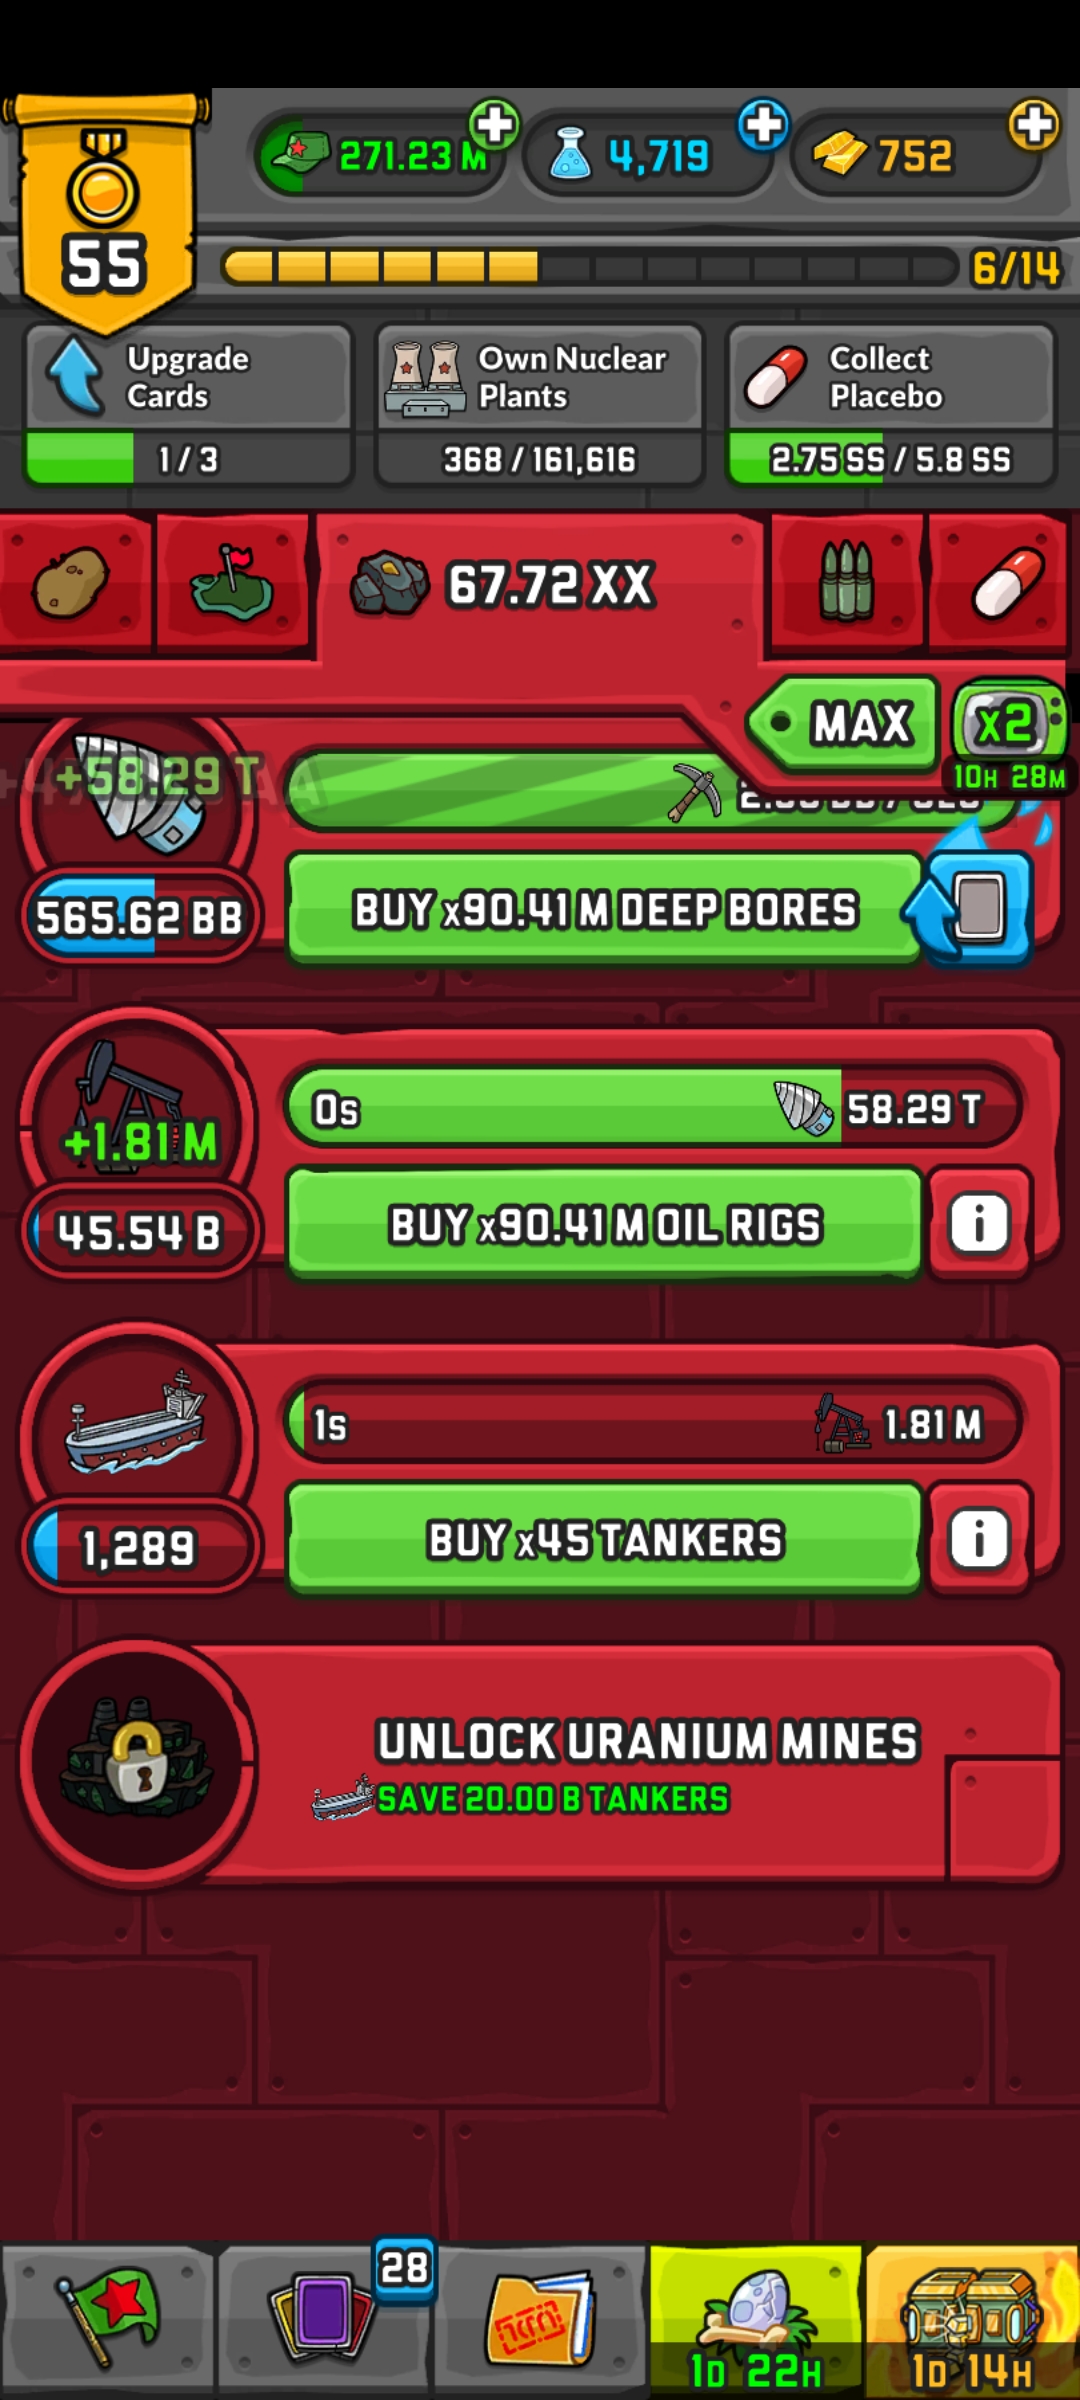 55
271.23 M
4,719
752
6/14
Upgrade
Cards
1 / 3
Own Nuclear
Plants
368 / 161,616
Collect
Placebo
2.75 SS / 5.8 SS
67.72 XX
MAX
x2
10H 28M
+58.29 T
565.62 BB
BUY x90.41 M DEEP BORES
+1.81 M
0s
58.29 T
45.54 B
BUY x90.41 M OIL RIGS
i
1s
1.81 M
1,289
BUY x45 TANKERS
i
UNLOCK URANIUM MINES
SAVE 20.00 B TANKERS
28
1D 22H
1D 14H